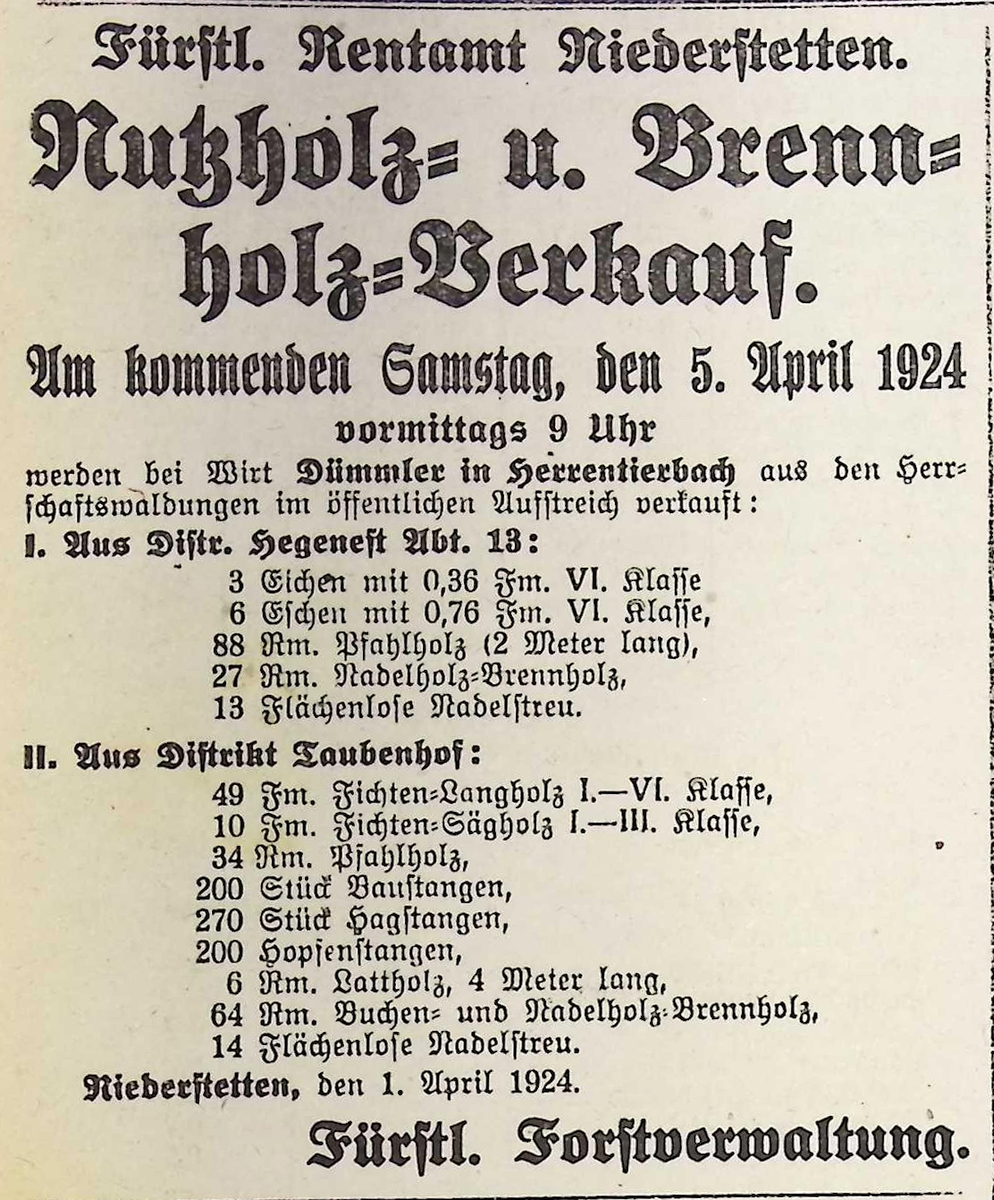 Fürstl. Rentamt Niederstetten.
Nutzholz- u. Brenn-
holz-Verkauf.
Am kommenden Samstag, den 5. April 1924
vormittags 9 Uhr
werden bei Wirt Dümmler in Herrentierbach aus den Herr-
schaftswaldungen im öffentlichen Aufstreich verkauft:
I. Aus Distr. Hegenest Abt. 13:
3 Eichen mit 0,36 Fm. VI. Klasse
6 Eschen mit 0,76 Fm. VI. Klasse,
88 Rm. Pfahlholz (2 Meter lang),
27 Rm. Nadelholz-Brennholz,
13 Flächenlose Nadelstreu.
II. Aus Distrikt Taubenhof:
49 Fm. Fichten-Langholz I.—VI. Klasse,
10 Fm. Fichten-Sägholz I.—III. Klasse,
34 Rm. Pfahlholz,
200 Stück Baustangen,
270 Stück Hagstangen,
200 Hopfenstangen,
6 Rm. Lattholz, 4 Meter lang,
64 Rm. Buchen- und Nadelholz-Brennholz,
14 Flächenlose Nadelstreu.
Niederstetten, den 1. April 1924.
Fürstl. Forstverwaltung.